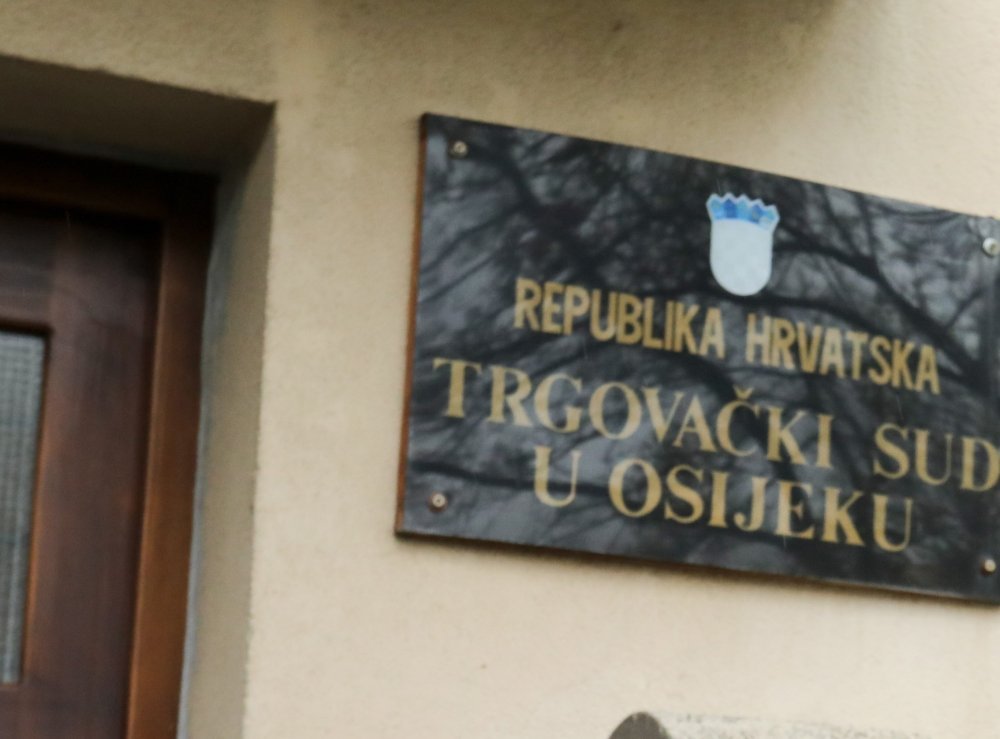 REPUBLIKA HRVATSKA
TRGOVAČKI SUD
U OSIJEKU